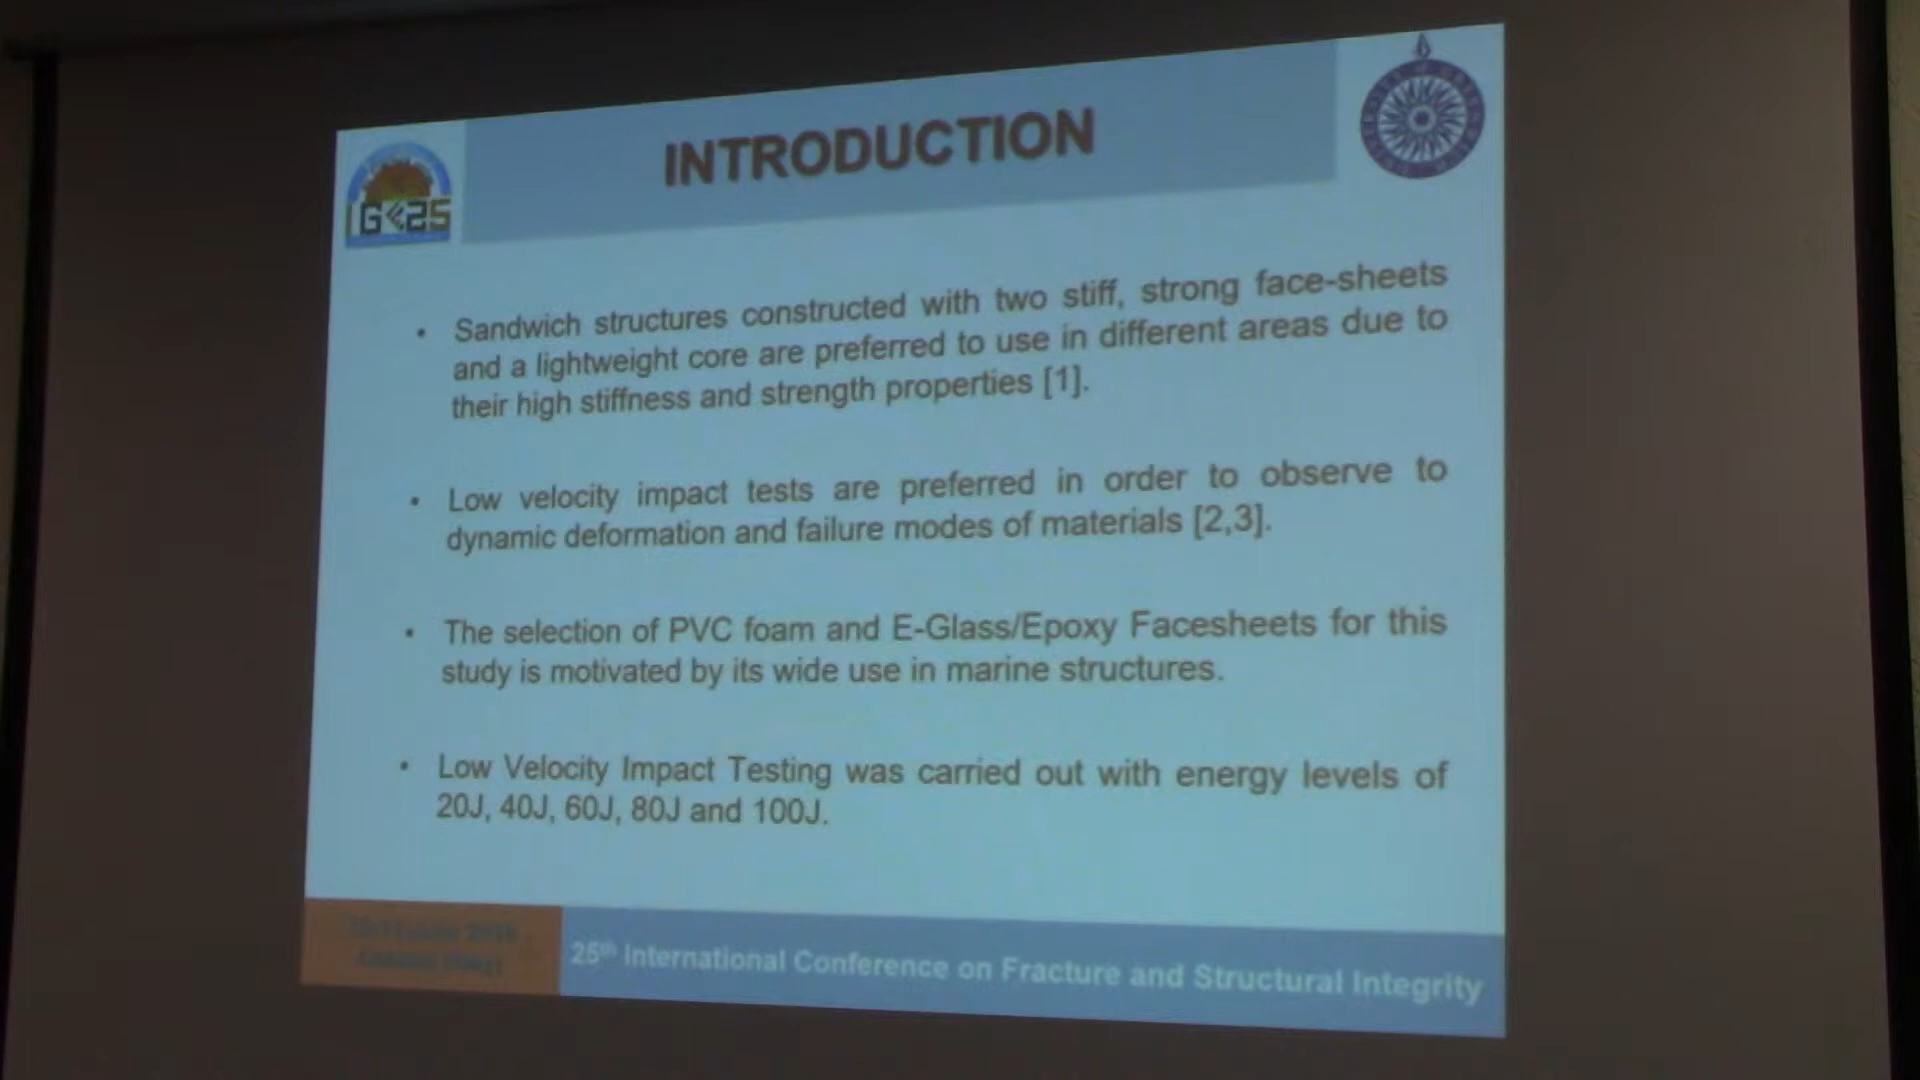 INTRODUCTION
IG 25
• Sandwich structures constructed with two stiff, strong face-sheets
and a lightweight core are preferred to use in different areas due to
their high stiffness and strength properties [1].
• Low velocity impact tests are preferred in order to observe to
dynamic deformation and failure modes of materials [2,3].
• The selection of PVC foam and E-Glass/Epoxy Facesheets for this
study is motivated by its wide use in marine structures.
• Low Velocity Impact Testing was carried out with energy levels of
20J, 40J, 60J, 80J and 100J.
25th International Conference on Fracture and Structural Integrity